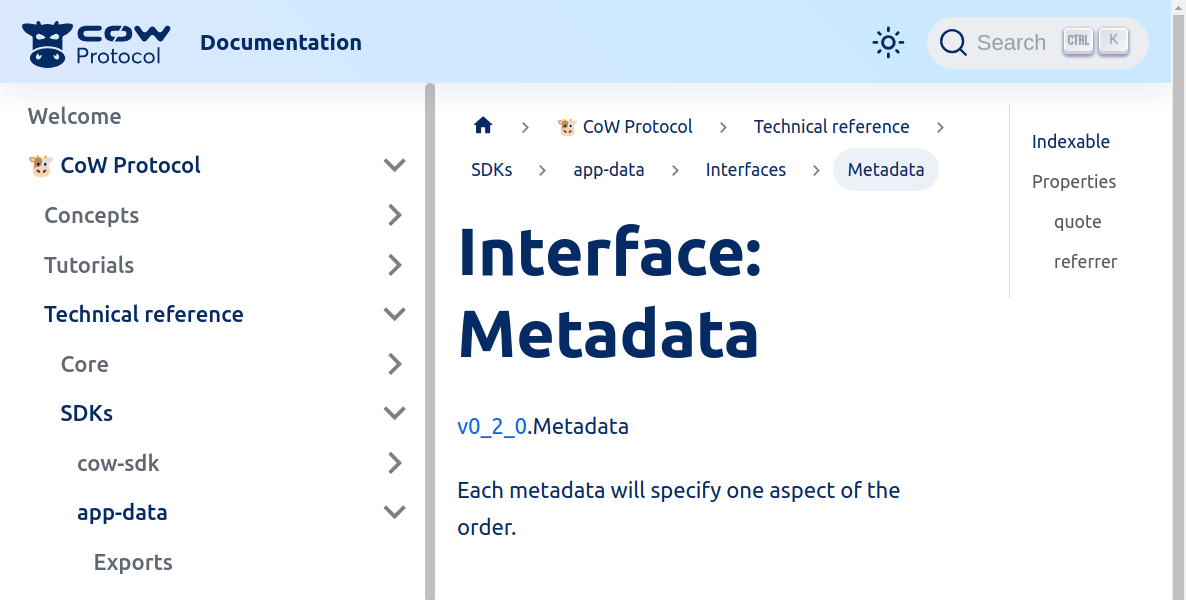 COW
Protocol
Documentation
Search CTRL K
Welcome
CoW Protocol
Concepts
Tutorials
Technical reference
Core
SDKs
cow-sdk
app-data
Exports
CoW Protocol
Technical reference
SDKs
app-data
Interfaces
Metadata
Interface:
Metadata
v0_2_0.Metadata
Each metadata will specify one aspect of the
order.
Indexable
Properties
quote
referrer